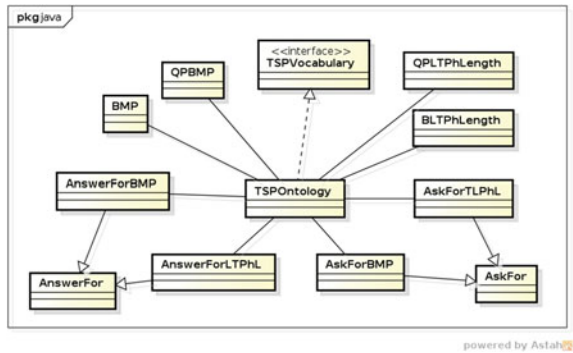 pkg java
<<interface>>
TSPVocabulary
QPBMP
QPLTPhLength
BMP
BLTPhLength
AnswerForBMP
TSPOntology
AskForTLPhL
AnswerForLTPhL
AskForBMP
AnswerFor
AskFor
powered by Astah